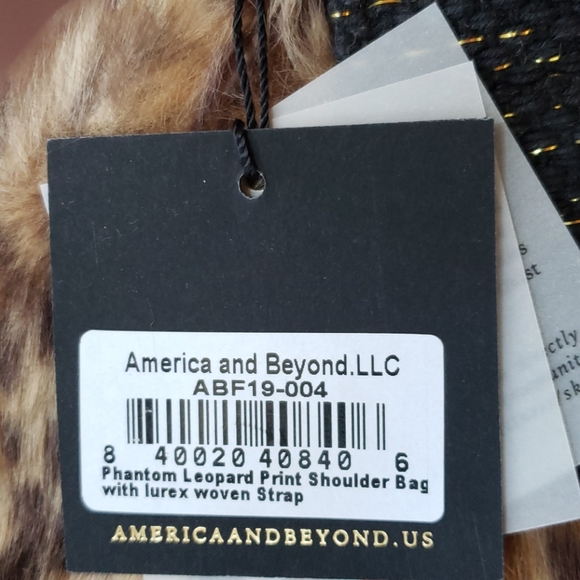 America and Beyond.LLC
ABF19-004
8 40020 40840 6
Phantom Leopard Print Shoulder Bag
with lurex woven Strap
AMERICAANDBEYOND.US